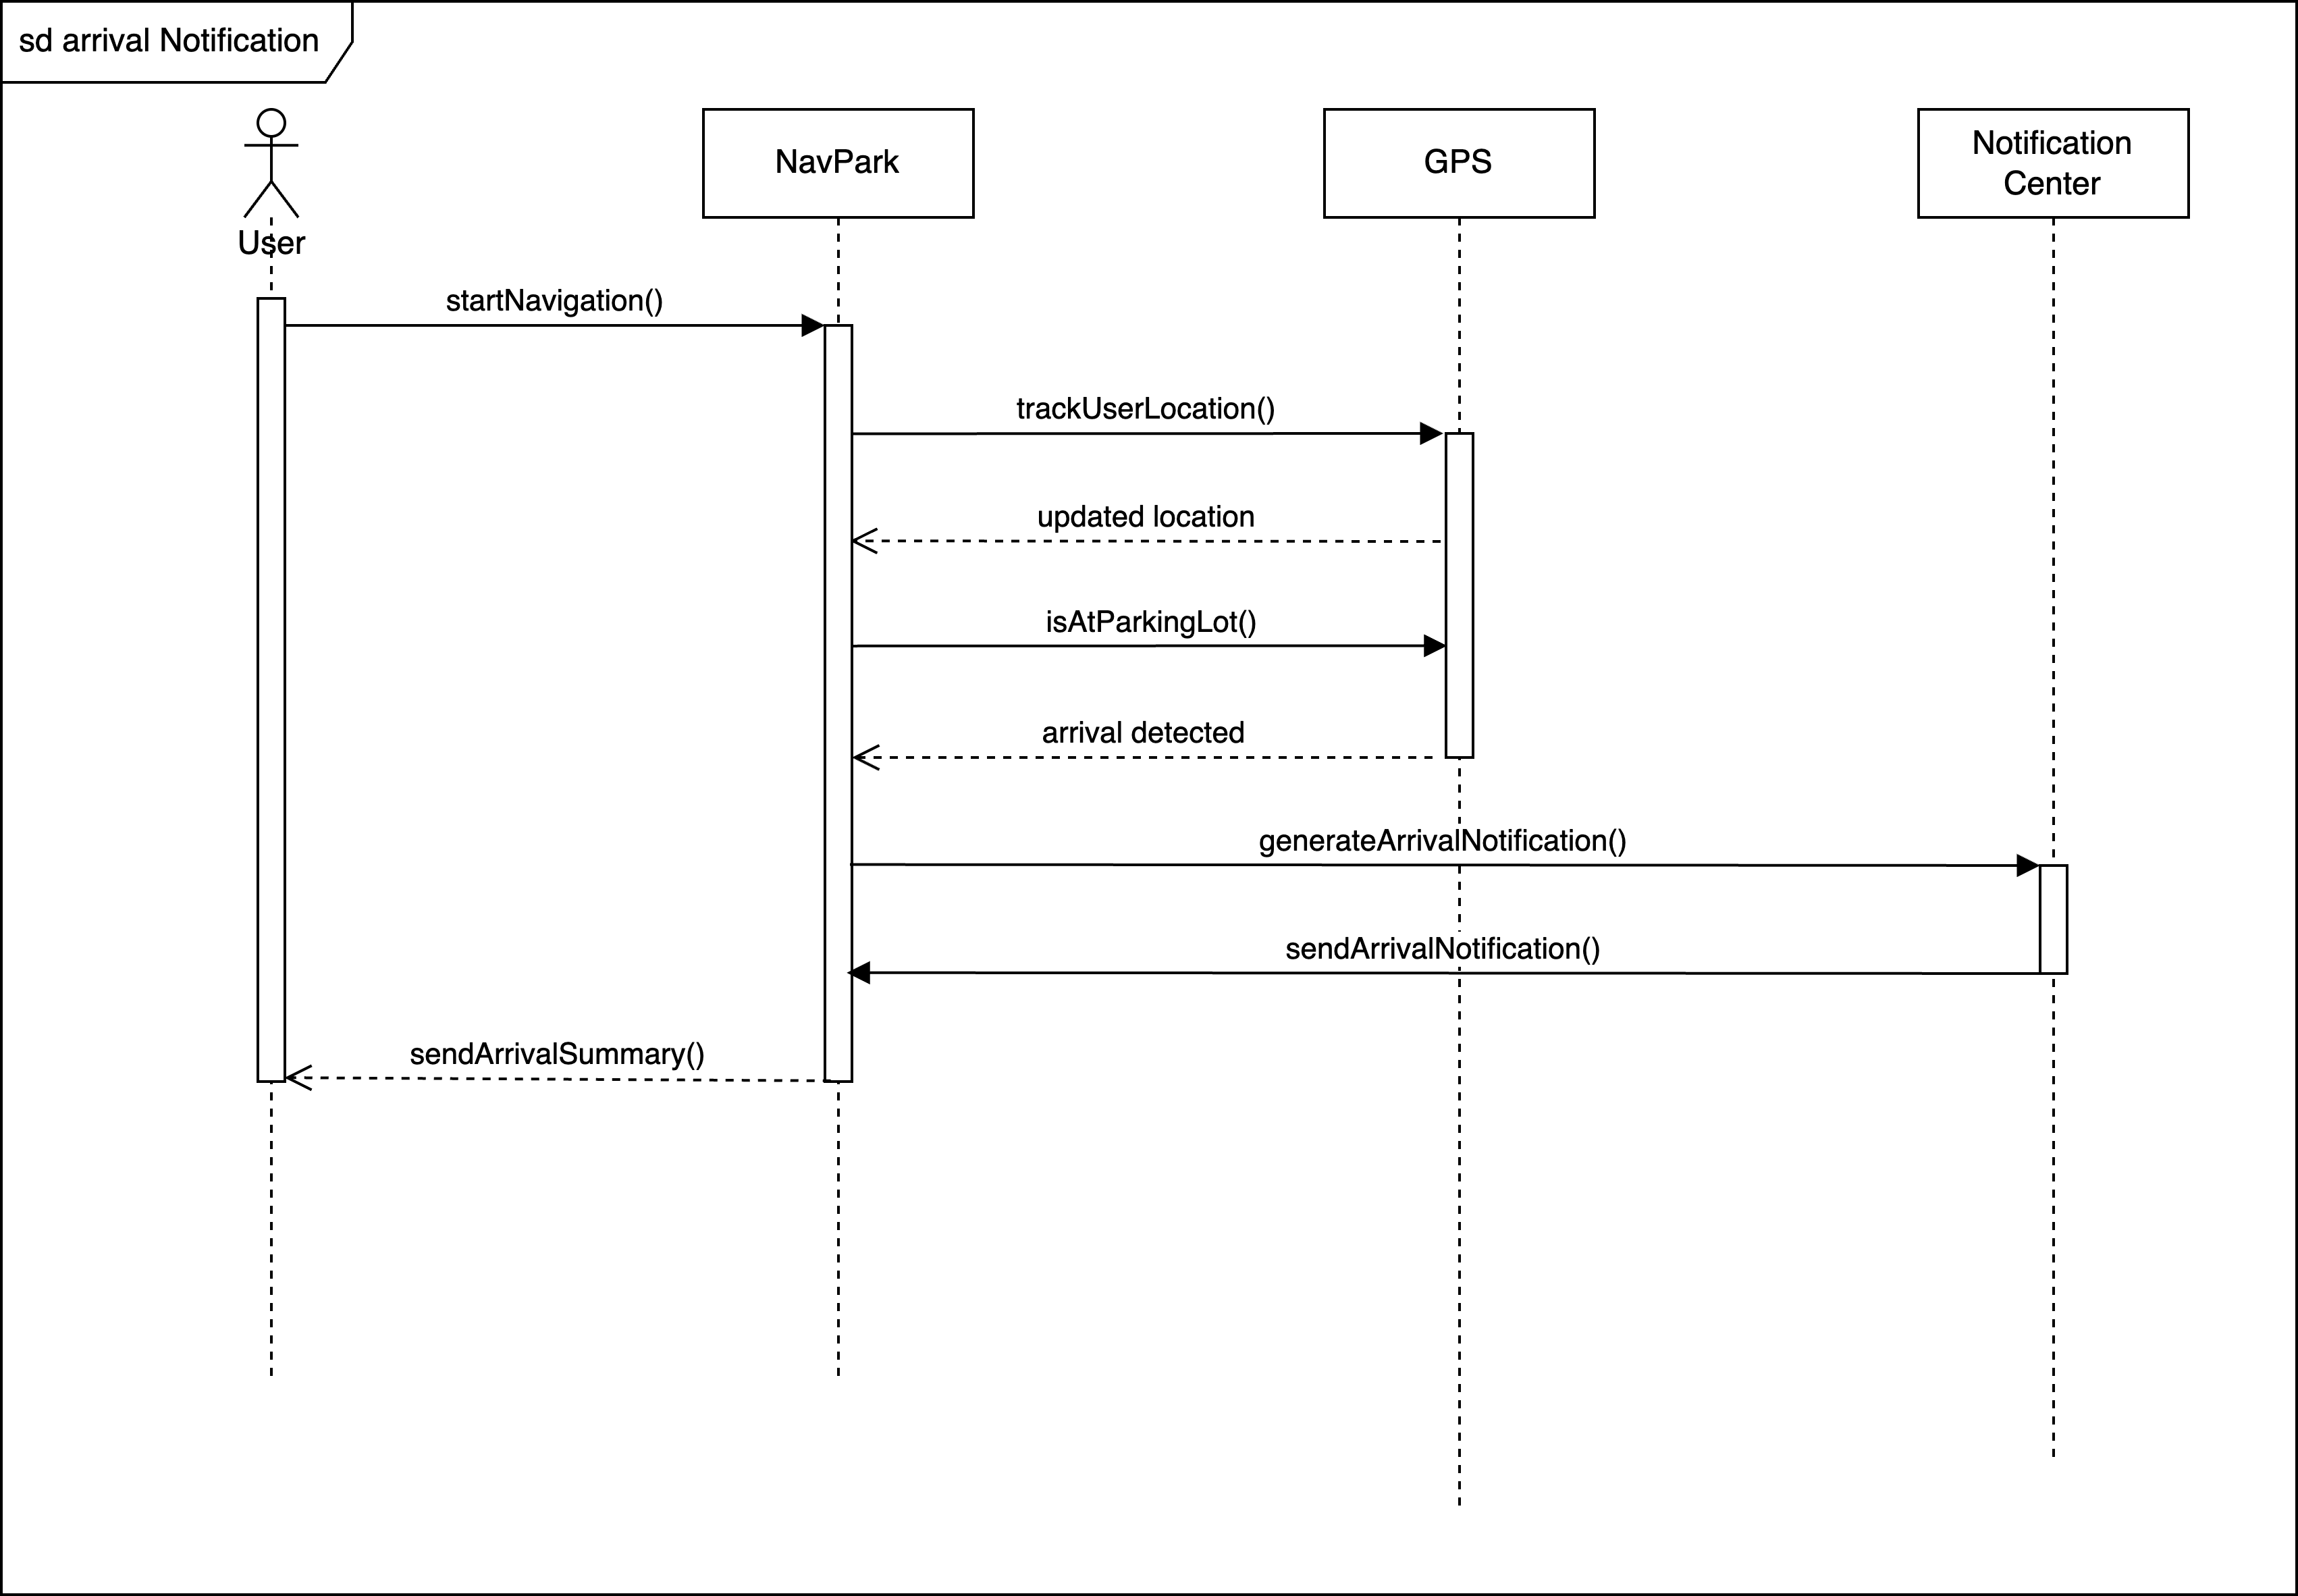 sd arrival Notification
NavPark
GPS
Notification
Center
User
startNavigation()
trackUserLocation()
updated location
isAtParkingLot()
arrival detected
generateArrivalNotification()
sendArrivalNotification()
sendArrivalSummary()